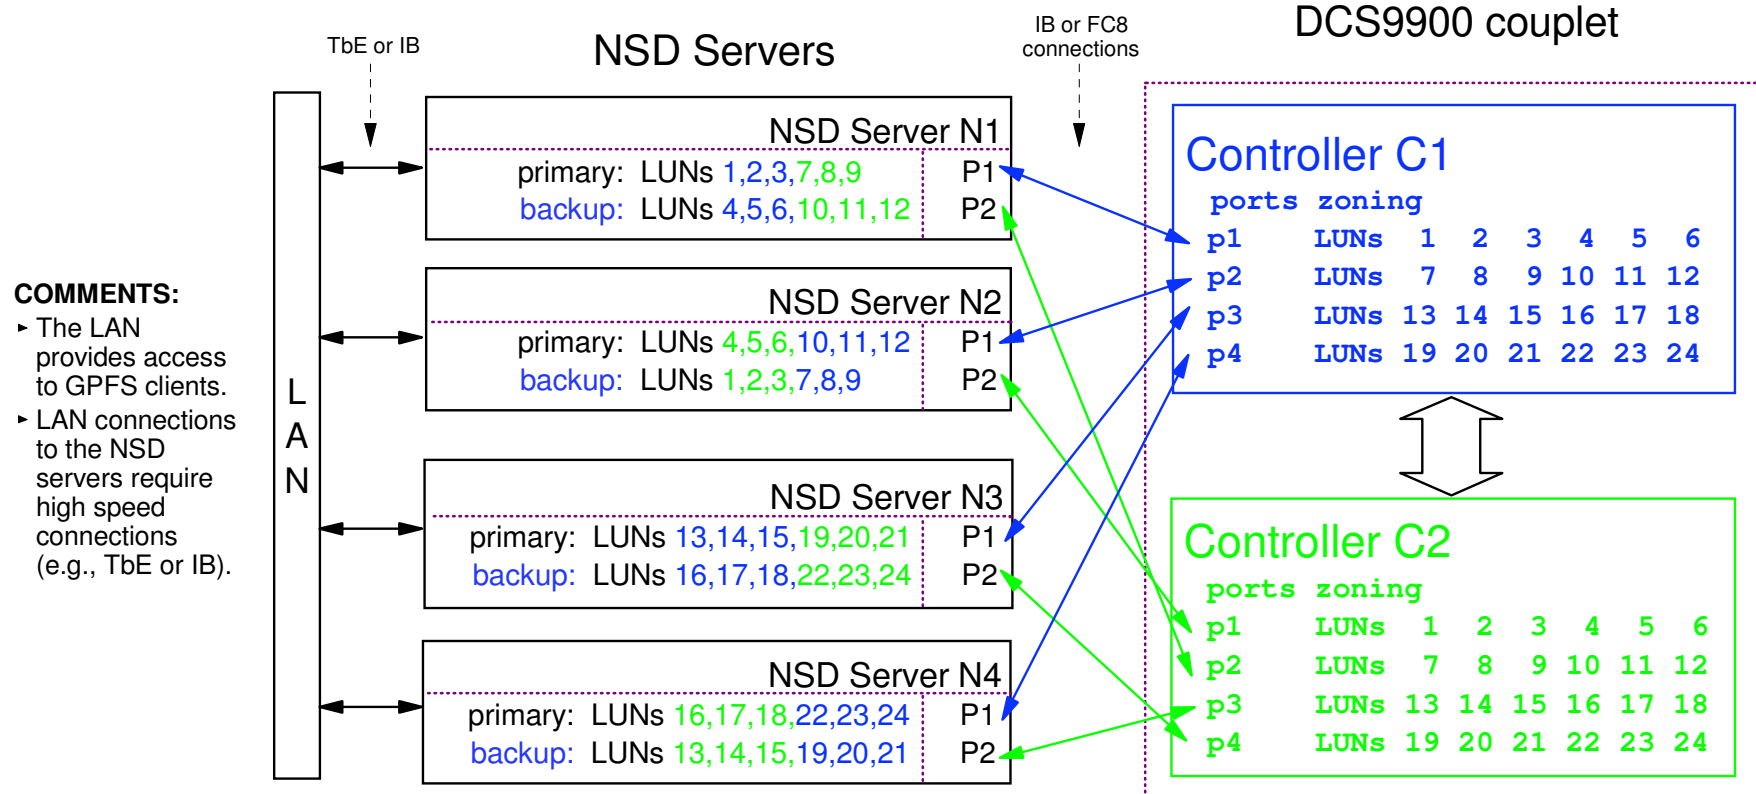 TbE or IB
NSD Servers
IB or FC8
connections
DCS9900 couplet
COMMENTS:
► The LAN
provides access
to GPFS clients.
► LAN connections
to the NSD
servers require
high speed
connections
(e.g., TbE or IB).
L
A
N
NSD Server N1
primary: LUNs 1,2,3,7,8,9 P1
backup: LUNs 4,5,6,10,11,12 P2
NSD Server N2
primary: LUNs 4,5,6,10,11,12 P1
backup: LUNs 1,2,3,7,8,9 P2
NSD Server N3
primary: LUNs 13,14,15,19,20,21 P1
backup: LUNs 16,17,18,22,23,24 P2
NSD Server N4
primary: LUNs 16,17,18,22,23,24 P1
backup: LUNs 13,14,15,19,20,21 P2
Controller C1
ports zoning
p1 LUNs 1 2 3 4 5 6
p2 LUNs 7 8 9 10 11 12
p3 LUNs 13 14 15 16 17 18
p4 LUNs 19 20 21 22 23 24
Controller C2
ports zoning
p1 LUNs 1 2 3 4 5 6
p2 LUNs 7 8 9 10 11 12
p3 LUNs 13 14 15 16 17 18
p4 LUNs 19 20 21 22 23 24